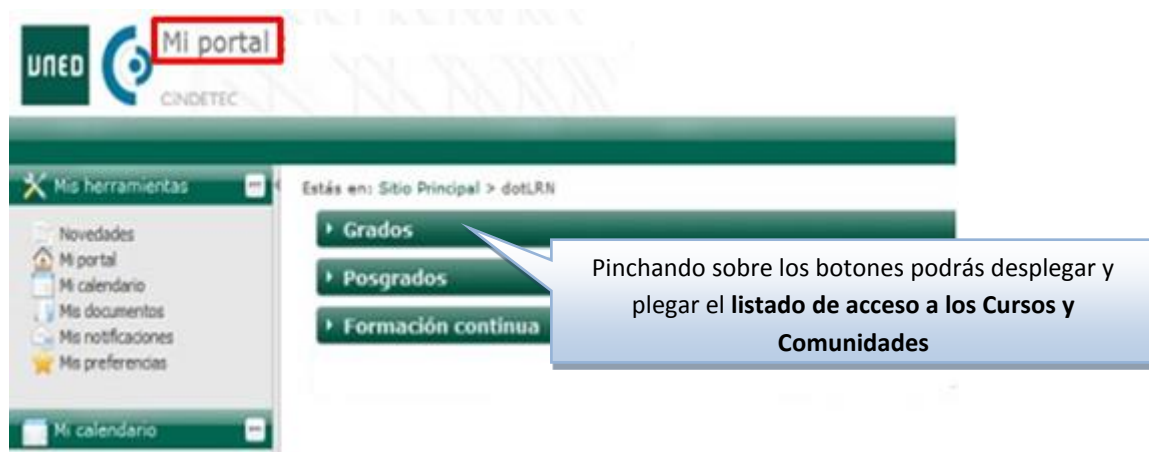 Mi portal
UNED
CiNDETEC
Mis herramientas
Estás en: Sitio Principal > dotLRN
Novedades
Mi portal
Mi calendario
Mis documentos
Mis notificaciones
Mis preferencias
Grados
Posgrados
Formación continua
Pinchando sobre los botones podrás desplegar y
plegar el listado de acceso a los Cursos y
Comunidades
Mi calendario